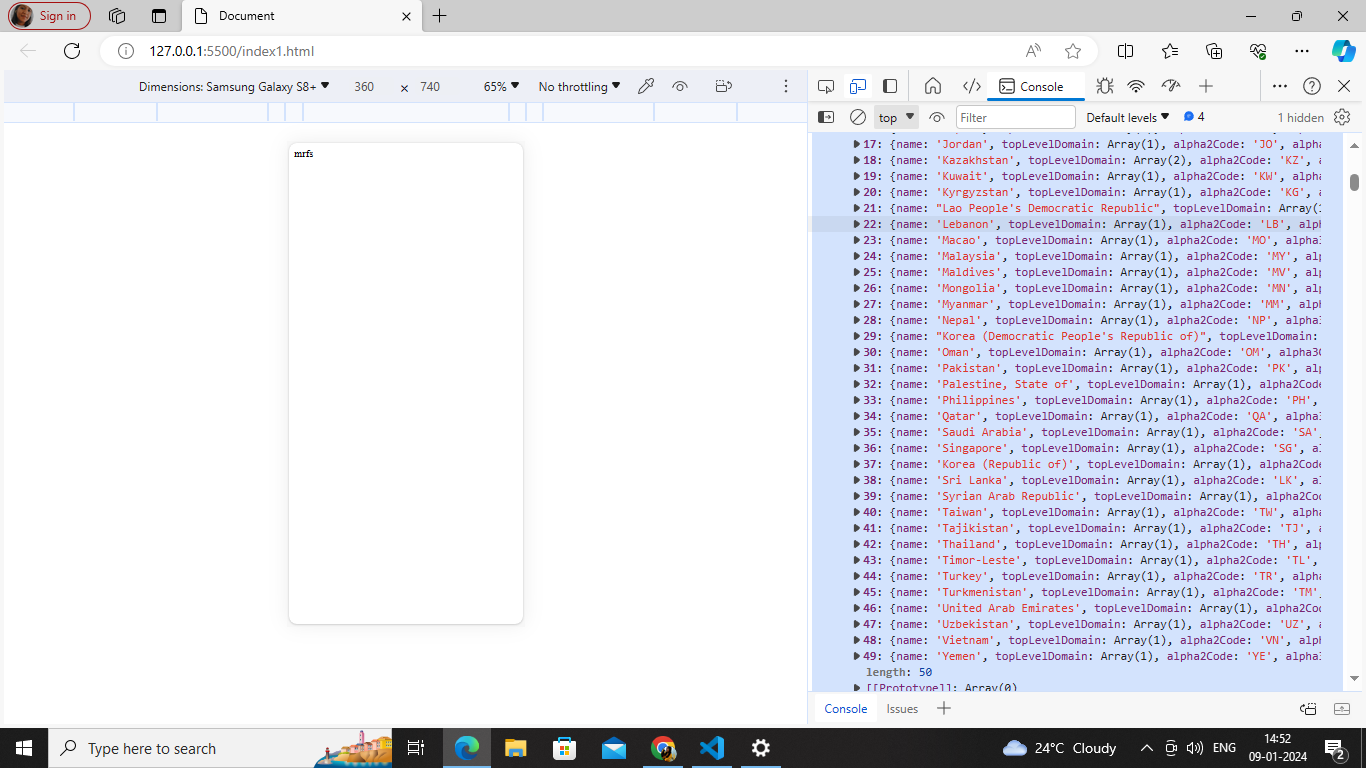 Sign in
Document
127.0.0.1:5500/index1.html
Dimensions: Samsung Galaxy S8+ 360 × 740 65% No throttling
Console
top Filter Default levels 4 1 hidden
mrfs
17: {name: 'Jordan', topLevelDomain: Array(1), alpha2Code: 'JO', alpha
18: {name: 'Kazakhstan', topLevelDomain: Array(2), alpha2Code: 'KZ', a
19: {name: 'Kuwait', topLevelDomain: Array(1), alpha2Code: 'KW', alpha
20: {name: 'Kyrgyzstan', topLevelDomain: Array(1), alpha2Code: 'KG', a
21: {name: "Lao People's Democratic Republic", topLevelDomain: Array(1
22: {name: 'Lebanon', topLevelDomain: Array(1), alpha2Code: 'LB', alph
23: {name: 'Macao', topLevelDomain: Array(1), alpha2Code: 'MO', alpha
24: {name: 'Malaysia', topLevelDomain: Array(1), alpha2Code: 'MY', alp
25: {name: 'Maldives', topLevelDomain: Array(1), alpha2Code: 'MV', alp
26: {name: 'Mongolia', topLevelDomain: Array(1), alpha2Code: 'MN', alp
27: {name: 'Myanmar', topLevelDomain: Array(1), alpha2Code: 'MM', alph
28: {name: 'Nepal', topLevelDomain: Array(1), alpha2Code: 'NP', alpha
29: {name: "Korea (Democratic People's Republic of)", topLevelDomain:
30: {name: 'Oman', topLevelDomain: Array(1), alpha2Code: 'OM', alpha3C
31: {name: 'Pakistan', topLevelDomain: Array(1), alpha2Code: 'PK', alp
32: {name: 'Palestine, State of', topLevelDomain: Array(1), alpha2Code
33: {name: 'Philippines', topLevelDomain: Array(1), alpha2Code: 'PH',
34: {name: 'Qatar', topLevelDomain: Array(1), alpha2Code: 'QA', alpha
35: {name: 'Saudi Arabia', topLevelDomain: Array(1), alpha2Code: 'SA',
36: {name: 'Singapore', topLevelDomain: Array(1), alpha2Code: 'SG', al
37: {name: 'Korea (Republic of)', topLevelDomain: Array(1), alpha2Code
38: {name: 'Sri Lanka', topLevelDomain: Array(1), alpha2Code: 'LK', al
39: {name: 'Syrian Arab Republic', topLevelDomain: Array(1), alpha2Co
40: {name: 'Taiwan', topLevelDomain: Array(1), alpha2Code: 'TW', alpha
41: {name: 'Tajikistan', topLevelDomain: Array(1), alpha2Code: 'TJ', a
42: {name: 'Thailand', topLevelDomain: Array(1), alpha2Code: 'TH', alp
43: {name: 'Timor-Leste', topLevelDomain: Array(1), alpha2Code: 'TL',
44: {name: 'Turkey', topLevelDomain: Array(1), alpha2Code: 'TR', alpha
45: {name: 'Turkmenistan', topLevelDomain: Array(1), alpha2Code: 'TM',
46: {name: 'United Arab Emirates', topLevelDomain: Array(1), alpha2Co
47: {name: 'Uzbekistan', topLevelDomain: Array(1), alpha2Code: 'UZ', a
48: {name: 'Vietnam', topLevelDomain: Array(1), alpha2Code: 'VN', alph
49: {name: 'Yemen', topLevelDomain: Array(1), alpha2Code: 'YE', alpha
length: 50
[[Prototype]]: Array(0)
Console Issues
Type here to search
24°C Cloudy ENG 14:52
09-01-2024
2